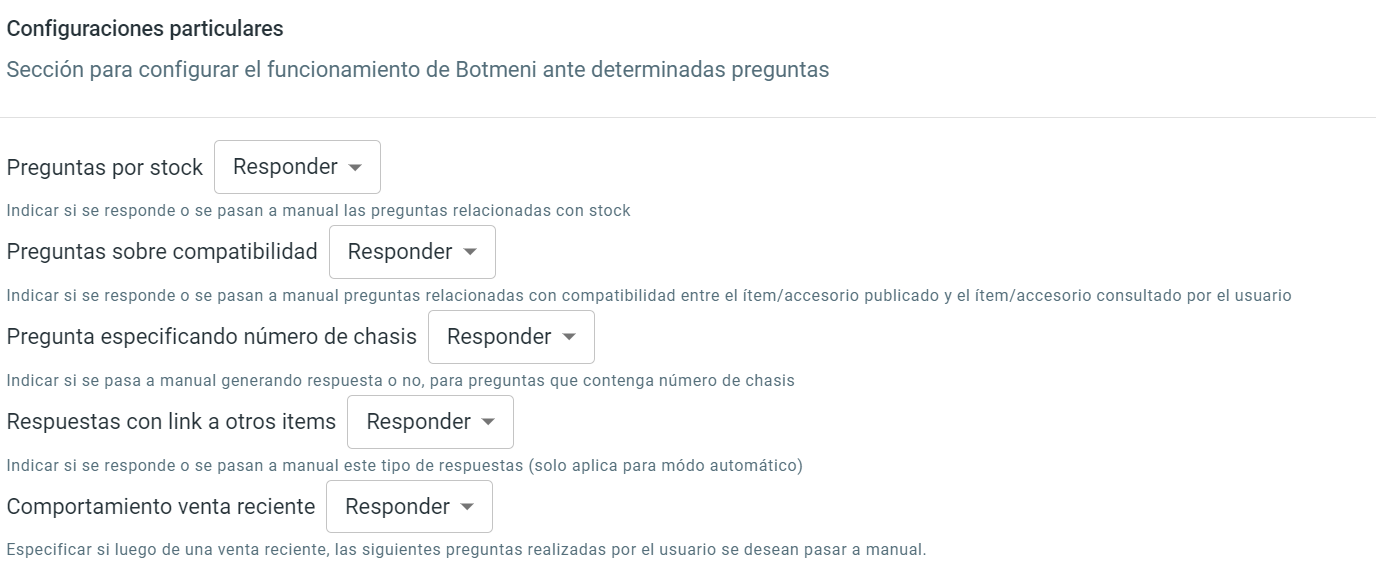 Configuraciones particulares
Sección para configurar el funcionamiento de Botmeni ante determinadas preguntas
Preguntas por stock Responder
Indicar si se responde o se pasan a manual las preguntas relacionadas con stock
Preguntas sobre compatibilidad Responder
Indicar si se responde o se pasan a manual preguntas relacionadas con compatibilidad entre el ítem/accesorio publicado y el ítem/accesorio consultado por el usuario
Pregunta especificando número de chasis Responder
Indicar si se pasa a manual generando respuesta o no, para preguntas que contenga número de chasis
Respuestas con link a otros items Responder
Indicar si se responde o se pasan a manual este tipo de respuestas (solo aplica para módo automático)
Comportamiento venta reciente Responder
Especificar si luego de una venta reciente, las siguientes preguntas realizadas por el usuario se desean pasar a manual.